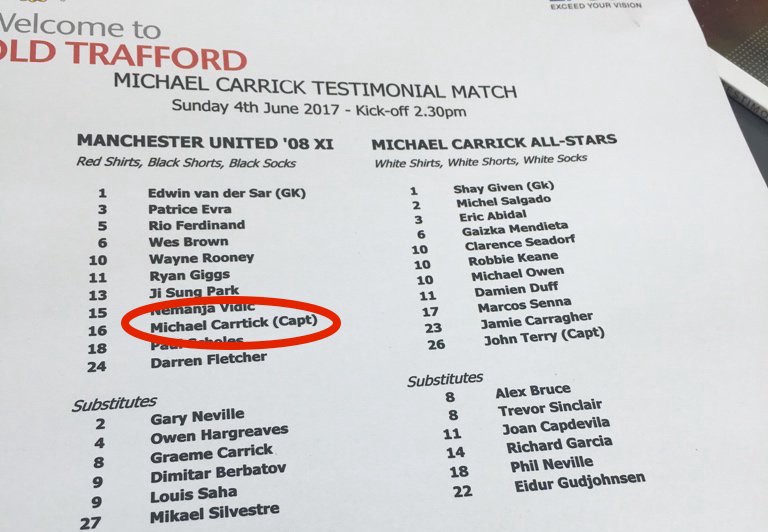 Welcome to
OLD TRAFFORD
EXCEED YOUR VISION
MICHAEL CARRICK TESTIMONIAL MATCH
Sunday 4th June 2017 - Kick-off 2.30pm
MANCHESTER UNITED '08 XI
Red Shirts, Black Shorts, Black Socks
1 Edwin van der Sar (GK)
3 Patrice Evra
5 Rio Ferdinand
6 Wes Brown
10 Wayne Rooney
11 Ryan Giggs
13 Ji Sung Park
15 Nemanja Vidic
16 Michael Carrtick (Capt)
18 Paul Scholes
24 Darren Fletcher
Substitutes
2 Gary Neville
4 Owen Hargreaves
8 Graeme Carrick
9 Dimitar Berbatov
9 Louis Saha
27 Mikael Silvestre
MICHAEL CARRICK ALL-STARS
White Shirts, White Shorts, White Socks
1 Shay Given (Gk)
2 Michel Salgado
3 Eric Abidal
6 Gaizka Mendieta
10 Clarence Seadorf
10 Robbie Keane
10 Michael Owen
11 Damien Duff
17 Marcos Senna
23 Jamie Carragher
26 John Terry (Capt)
Substitutes
8 Alex Bruce
8 Trevor Sinclair
11 Joan Capdevila
14 Richard Garcia
18 Phil Neville
22 Eidur Gudjohnsen